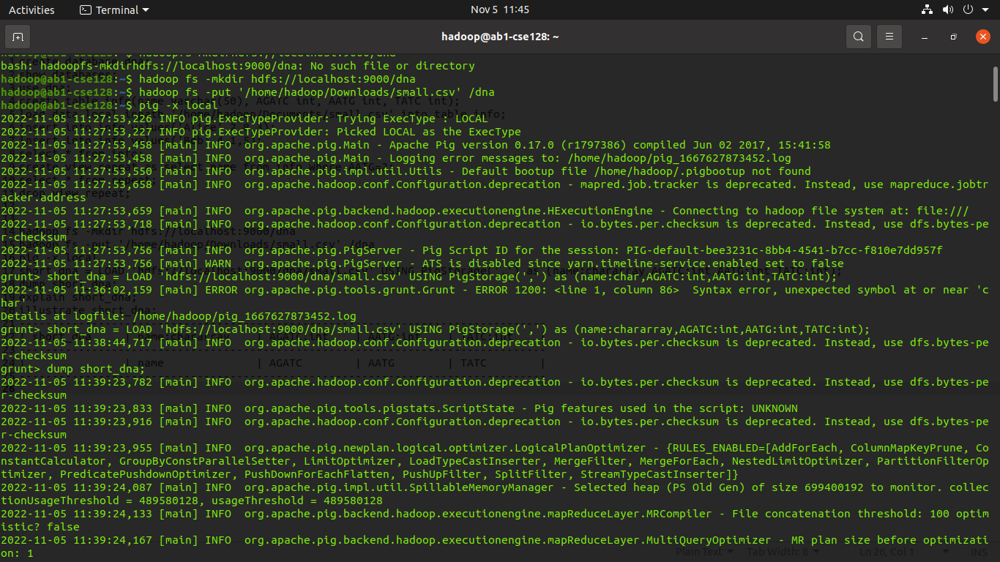 Activities
Terminal
Nov 5 11:45
hadoop@ab1-cse128: ~
bash: hadoopfs-mkdirhdfs://localhost:9000/dna: No such file or directory
hadoop@ab1-cse128:~$ hadoop fs -mkdir hdfs://localhost:9000/dna
hadoop@ab1-cse128:~$ hadoop fs -put '/home/hadoop/Downloads/small.csv' /dna
hadoop@ab1-cse128:~$ pig -x local
2022-11-05 11:27:53,226 INFO pig.ExecTypeProvider: Trying ExecType : LOCAL
2022-11-05 11:27:53,227 INFO pig.ExecTypeProvider: Picked LOCAL as the ExecType
2022-11-05 11:27:53,458 [main] INFO  org.apache.pig.Main - Apache Pig version 0.17.0 (r1797386) compiled Jun 02 2017, 15:41:58
2022-11-05 11:27:53,458 [main] INFO  org.apache.pig.Main - Logging error messages to: /home/hadoop/pig_1667627873452.log
2022-11-05 11:27:53,550 [main] INFO  org.apache.pig.impl.util.Utils - Default bootup file /home/hadoop/.pigbootup not found
2022-11-05 11:27:53,658 [main] INFO  org.apache.hadoop.conf.Configuration.deprecation - mapred.job.tracker is deprecated. Instead, use mapreduce.jobtr
acker.address
2022-11-05 11:27:53,659 [main] INFO  org.apache.pig.backend.hadoop.executionengine.HExecutionEngine - Connecting to hadoop file system at: file:///
2022-11-05 11:27:53,718 [main] INFO  org.apache.hadoop.conf.Configuration.deprecation - io.bytes.per.checksum is deprecated. Instead, use dfs.bytes-pe
r-checksum
2022-11-05 11:27:53,756 [main] INFO  org.apache.pig.PigServer - Pig Script ID for the session: PIG-default-bee3231c-8bb4-4541-b7cc-f810e7dd957f
2022-11-05 11:27:53,756 [main] WARN  org.apache.pig.PigServer - ATS is disabled since yarn.timeline-service.enabled set to false
grunt> short_dna = LOAD 'hdfs://localhost:9000/dna/small.csv' USING PigStorage(',') as (name:char,AGATC:int,AATG:int,TATC:int);
2022-11-05 11:36:02,159 [main] ERROR org.apache.pig.tools.grunt.Grunt - ERROR 1200: <line 1, column 86>  Syntax error, unexpected symbol at or near 'c
har'
Details at logfile: /home/hadoop/pig_1667627873452.log
grunt> short_dna = LOAD 'hdfs://localhost:9000/dna/small.csv' USING PigStorage(',') as (name:chararray,AGATC:int,AATG:int,TATC:int);
2022-11-05 11:38:44,717 [main] INFO  org.apache.hadoop.conf.Configuration.deprecation - io.bytes.per.checksum is deprecated. Instead, use dfs.bytes-pe
r-checksum
grunt> dump short_dna;
2022-11-05 11:39:23,782 [main] INFO  org.apache.hadoop.conf.Configuration.deprecation - io.bytes.per.checksum is deprecated. Instead, use dfs.bytes-pe
r-checksum
2022-11-05 11:39:23,833 [main] INFO  org.apache.pig.tools.pigstats.ScriptState - Pig features used in the script: UNKNOWN
2022-11-05 11:39:23,916 [main] INFO  org.apache.hadoop.conf.Configuration.deprecation - io.bytes.per.checksum is deprecated. Instead, use dfs.bytes-pe
r-checksum
2022-11-05 11:39:23,955 [main] INFO  org.apache.pig.newplan.logical.optimizer.LogicalPlanOptimizer - {RULES_ENABLED=[AddForEach, ColumnMapKeyPrune, Co
nstantCalculator, GroupByConstParallelSetter, LimitOptimizer, LoadTypeCastInserter, MergeFilter, MergeForEach, NestedLimitOptimizer, PartitionFilterOp
timizer, PredicatePushdownOptimizer, PushDownForEachFlatten, PushUpFilter, SplitFilter, StreamTypeCastInserter]}
2022-11-05 11:39:24,087 [main] INFO  org.apache.pig.impl.util.SpillableMemoryManager - Selected heap (PS Old Gen) of size 699400192 to monitor. collec
tionUsageThreshold = 489580128, usageThreshold = 489580128
2022-11-05 11:39:24,133 [main] INFO  org.apache.pig.backend.hadoop.executionengine.mapReduceLayer.MRCompiler - File concatenation threshold: 100 optim
istic? false
2022-11-05 11:39:24,167 [main] INFO  org.apache.pig.backend.hadoop.executionengine.mapReduceLayer.MultiQueryOptimizer - MR plan size before optimizati
on: 1